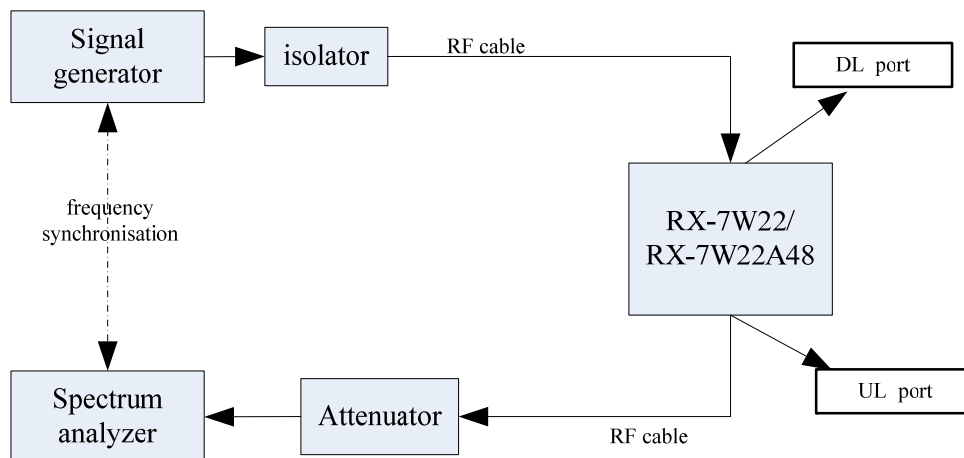 Signal
generator
isolator
RF cable
DL port
frequency
synchronisation
RX-7W22/
RX-7W22A48
Spectrum
analyzer
Attenuator
RF cable
UL port